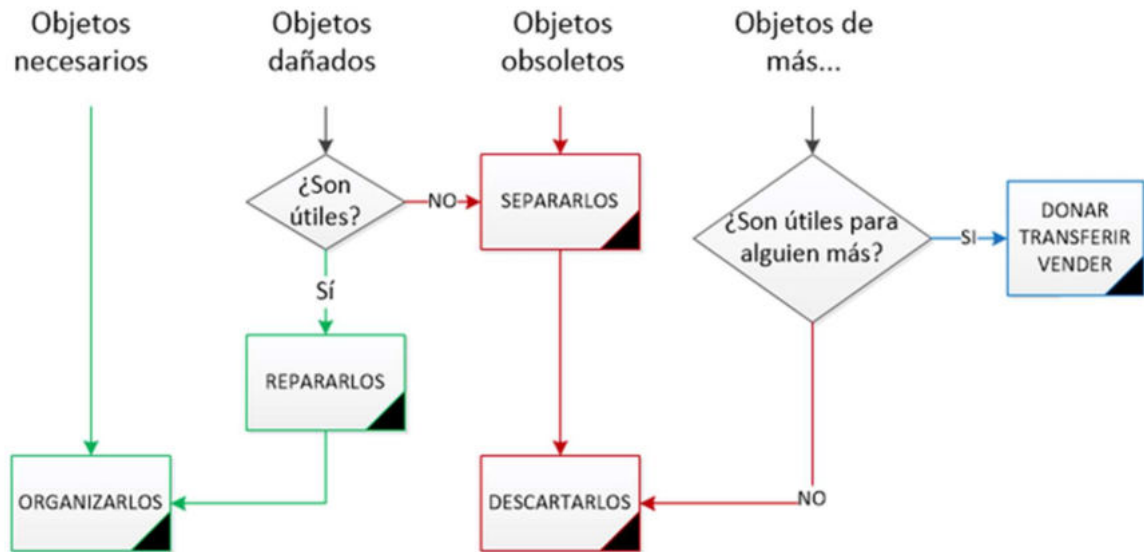 Objetos
necesarios
Objetos
dañados
Objetos
obsoletos
Objetos de
más...
¿Son
útiles?
NO
SEPARARLOS
¿Son útiles para
alguien más?
SI
DONAR
TRANSFERIR
VENDER
Sí
REPARARLOS
ORGANIZARLOS
DESCARTARLOS
NO